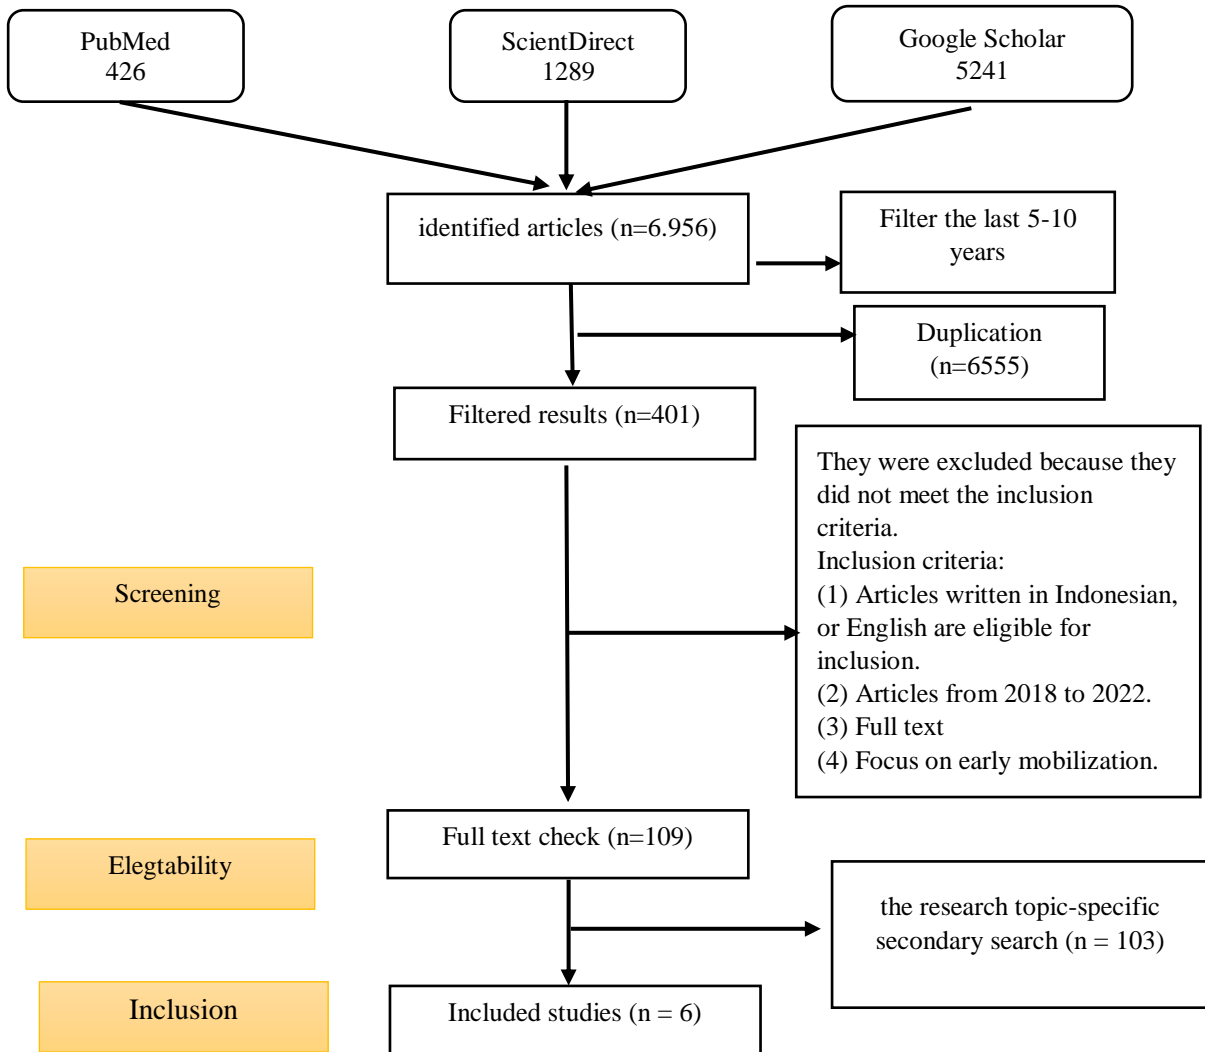 PubMed
426
ScientDirect
1289
Google Scholar
5241
identified articles (n=6.956)
Filter the last 5-10
years
Duplication
(n=6555)
Filtered results (n=401)
They were excluded because they
did not meet the inclusion
criteria.
Inclusion criteria:
(1) Articles written in Indonesian,
or English are eligible for
inclusion.
(2) Articles from 2018 to 2022.
(3) Full text
(4) Focus on early mobilization.
Screening
Full text check (n=109)
Elegtability
the research topic-specific
secondary search (n = 103)
Inclusion
Included studies (n = 6)